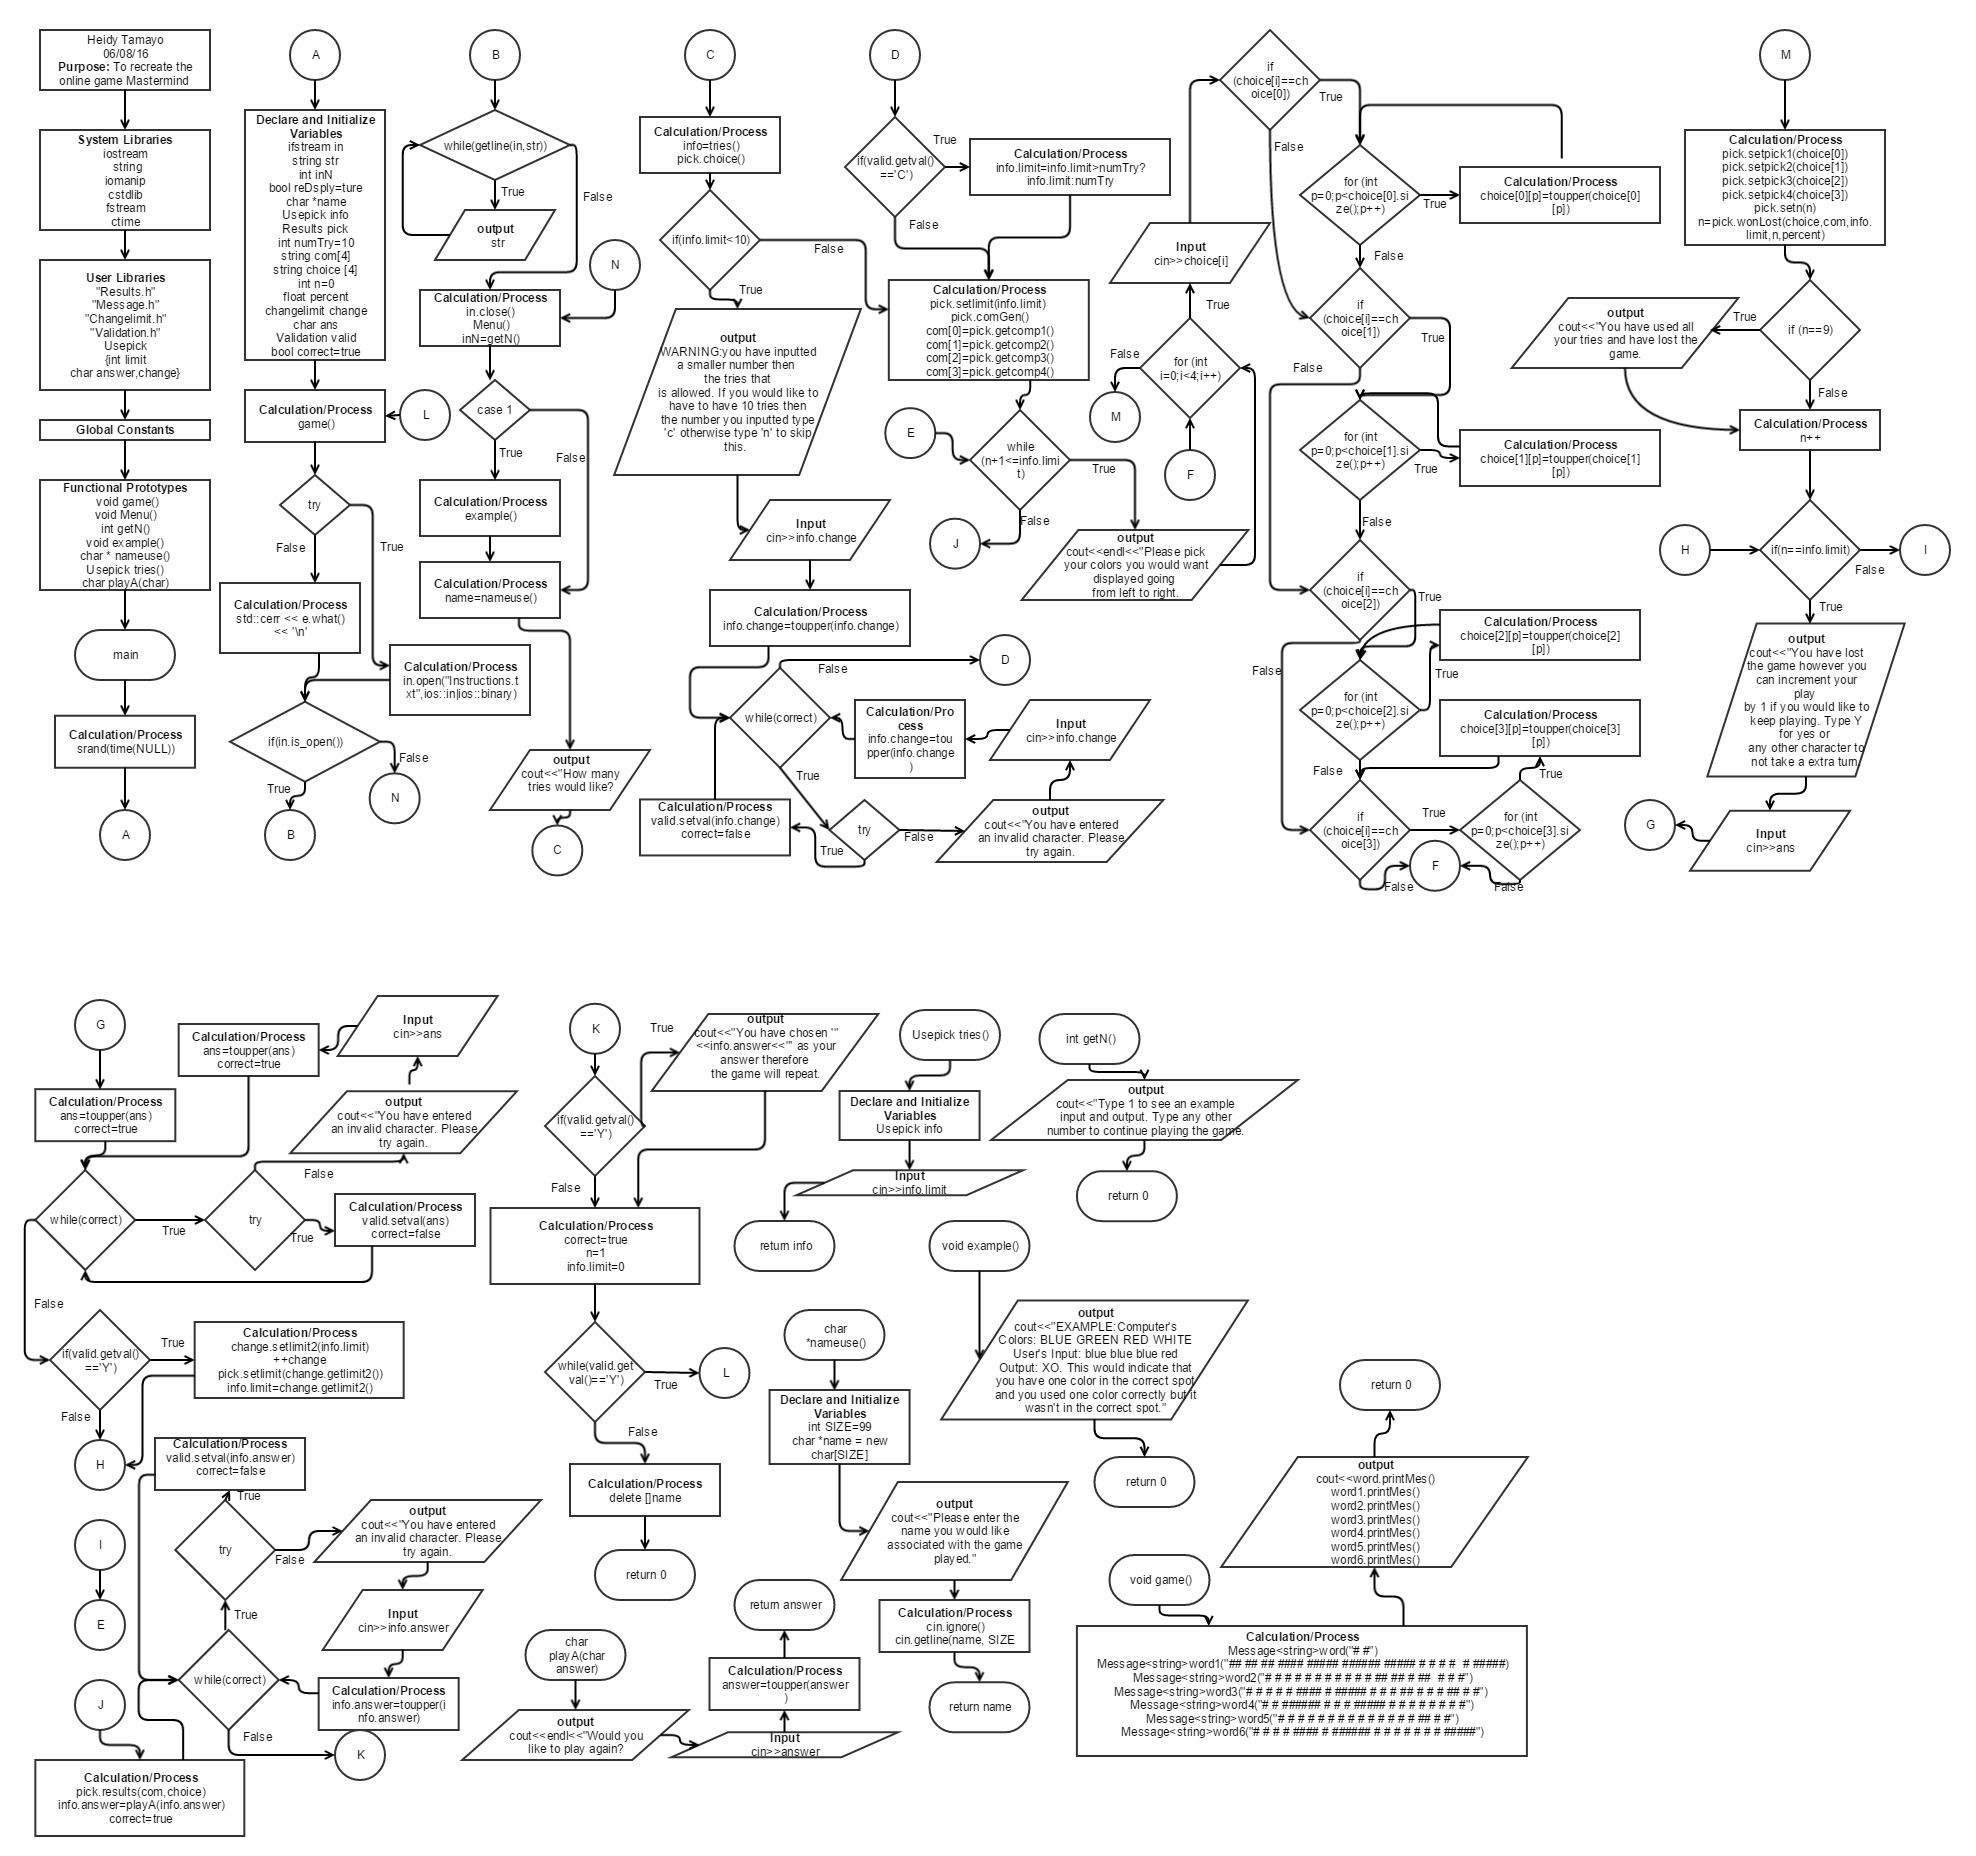 Heidy Tamayo
06/08/16
Purpose: To recreate the
online game Mastermind
System Libraries
iostream
string
iomanip
cstdlib
fstream
ctime
User Libraries
"Results.h"
"Message.h"
"Changelimit.h"
"Validation.h"
Usepick
{int limit
char answer,change}
Global Constants
Functional Prototypes
void game()
void Menu()
int getN()
void example()
char * nameuse()
Usepick tries()
char playA(char)
main
Calculation/Process
srand(time(NULL))
A
A
Declare and Initialize
Variables
ifstream in
string str
int inN
bool reDsply=ture
char *name
Usepick info
Results pick
int numTry=10
string com[4]
string choice [4]
int n=0
float percent
changelimit change
char ans
Validation valid
bool correct=true
Calculation/Process
game()
L
try
False
True
Calculation/Process
std::cerr << e.what()
<< '\n'
Calculation/Process
in.open("Instructions.t
xt",ios::in|ios::binary)
if(in.is_open())
False
True
N
B
B
while(getline(in,str))
True
False
output
str
N
Calculation/Process
in.close()
Menu()
inN=getN()
case 1
True
False
Calculation/Process
example()
Calculation/Process
name=nameuse()
output
cout<<"How many
tries would like?
C
C
Calculation/Process
info=tries()
pick.choice()
if(info.limit<10)
False
True
output
WARNING:you have inputted
a smaller number then
the tries that
is allowed. If you would like to
have to have 10 tries then
the number you inputted type
'c' otherwise type 'n' to skip
this.
Input
cin>>info.change
Calculation/Process
info.change=toupper(info.change)
False
D
while(correct)
Calculation/Pro
cess
info.change=tou
pper(info.change
)
Input
cin>>info.change
True
Calculation/Process
valid.setval(info.change)
correct=false
try
True
False
output
cout<<"You have entered
an invalid character. Please
try again.
D
if(valid.getval()
=='C')
True
False
Calculation/Process
info.limit=info.limit>numTry?
info.limit:numTry
Calculation/Process
pick.setlimit(info.limit)
pick.comGen()
com[0]=pick.getcomp1()
com[1]=pick.getcomp2()
com[2]=pick.getcomp3()
com[3]=pick.getcomp4()
E
while
(n+1<=info.limi
t)
True
False
J
output
cout<<endl<<"Please pick
your colors you would want
displayed going
from left to right.
Input
cin>>choice[i]
True
for (int
i=0;i<4;i++)
False
M
F
if
(choice[i]==ch
oice[0])
True
False
for (int
p=0;p<choice[0].si
ze();p++)
True
False
Calculation/Process
choice[0][p]=toupper(choice[0]
[p])
if
(choice[i]==ch
oice[1])
True
False
for (int
p=0;p<choice[1].si
ze();p++)
True
False
Calculation/Process
choice[1][p]=toupper(choice[1]
[p])
if
(choice[i]==ch
oice[2])
True
False
Calculation/Process
choice[2][p]=toupper(choice[2]
[p])
for (int
p=0;p<choice[2].si
ze();p++)
True
False
Calculation/Process
choice[3][p]=toupper(choice[3]
[p])
True
if
(choice[i]==ch
oice[3])
True
for (int
p=0;p<choice[3].si
ze();p++)
F
False
False
M
Calculation/Process
pick.setpick1(choice[0])
pick.setpick2(choice[1])
pick.setpick3(choice[2])
pick.setpick4(choice[3])
pick.setn(n)
n=pick.wonLost(choice,com,info.
limit,n,percent)
if (n==9)
True
False
output
cout<<"You have used all
your tries and have lost the
game.
Calculation/Process
n++
H
if(n==info.limit)
I
False
True
output
cout<<"You have lost
the game however you
can increment your
play
by 1 if you would like to
keep playing. Type Y
for yes or
any other character to
not take a extra turn
G
Input
cin>>ans
G
Calculation/Process
ans=toupper(ans)
correct=true
Input
cin>>ans
Calculation/Process
ans=toupper(ans)
correct=true
output
cout<<"You have entered
an invalid character. Please
try again.
False
while(correct)
True
try
True
Calculation/Process
valid.setval(ans)
correct=false
False
if(valid.getval()
=='Y')
True
False
Calculation/Process
change.setlimit2(info.limit)
++change
pick.setlimit(change.getlimit2())
info.limit=change.getlimit2()
H
Calculation/Process
valid.setval(info.answer)
correct=false
True
I
E
try
False
output
cout<<"You have entered
an invalid character. Please
try again.
Input
cin>>info.answer
True
while(correct)
Calculation/Process
info.answer=toupper(i
nfo.answer)
False
K
J
Calculation/Process
pick.results(com,choice)
info.answer=playA(info.answer)
correct=true
K
True
output
cout<<"You have chosen '"
<<info.answer<<'" as your
answer therefore
the game will repeat.
if(valid.getval()
=='Y')
False
Calculation/Process
correct=true
n=1
info.limit=0
while(valid.get
val()=='Y')
True
L
False
Calculation/Process
delete []name
return 0
char
playA(char
answer)
output
cout<<endl<<"Would you
like to play again?
Input
cin>>answer
Calculation/Process
answer=toupper(answer
)
return answer
Usepick tries()
Declare and Initialize
Variables
Usepick info
Input
cin>>info.limit
return info
int getN()
output
cout<<"Type 1 to see an example
input and output. Type any other
number to continue playing the game.
return 0
void example()
output
cout<<"EXAMPLE:Computer's
Colors: BLUE GREEN RED WHITE
User's Input: blue blue blue red
Output: XO. This would indicate that
you have one color in the correct spot
and you used one color correctly but it
wasn't in the correct spot."
return 0
char
*nameuse()
Declare and Initialize
Variables
int SIZE=99
char *name = new
char[SIZE]
output
cout<<"Please enter the
name you would like
associated with the game
played."
Calculation/Process
cin.ignore()
cin.getline(name, SIZE
return name
return 0
output
cout<<word.printMes()
word1.printMes()
word2.printMes()
word3.printMes()
word4.printMes()
word5.printMes()
word6.printMes()
void game()
Calculation/Process
Message<string>word("# #")
Message<string>word1("## ## ## #### ##### ###### ##### # # # #  # #####)
Message<string>word2("# # # # # # # # # # # ## ## # ##  # # #")
Message<string>word3("# # # # #### # ##### # # # ## # # ## # #")
Message<string>word4("# # ###### # # # ##### # # # # # # # #")
Message<string>word5("# # # # # # # # # # # # # # ## # #")
Message<string>word6("# # # # #### # ###### # # # # # # #####")